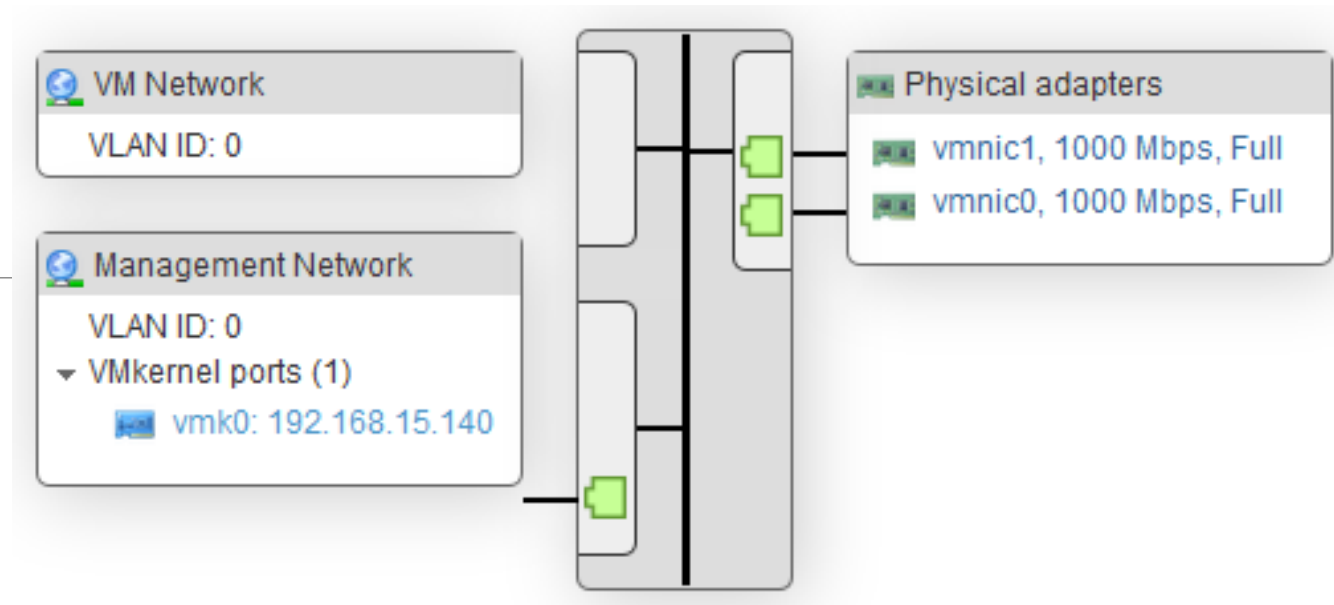 VM Network
VLAN ID: 0
Management Network
VLAN ID: 0
VMkernel ports (1)
vmk0: 192.168.15.140
Physical adapters
vmnic1, 1000 Mbps, Full
vmnic0, 1000 Mbps, Full